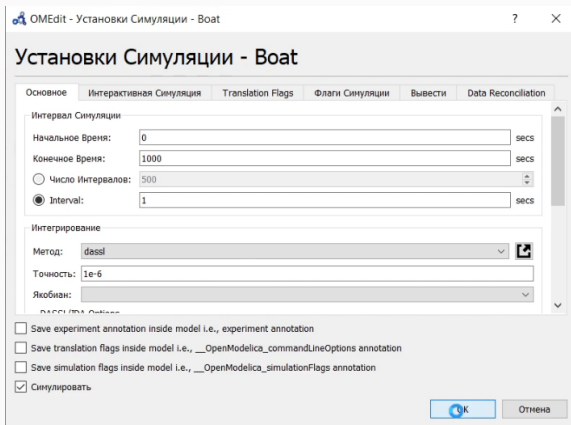 OMEdit - Установки Симуляции - Boat
Установки Симуляции - Boat
Основное Интерактивная Симуляция Translation Flags Флаги Симуляции Вывести Data Reconciliation
Интервал Симуляции
Начальное Время: 0 secs
Конечное Время: 1000 secs
Число Интервалов: 500
Interval: 1 secs
Интегрирование
Метод: dassl
Точность: 1e-6
Якобиан:
DASSL/IDA Options
Save experiment annotation inside model i.e., experiment annotation
Save translation flags inside model i.e., __OpenModelica_commandLineOptions annotation
Save simulation flags inside model i.e., __OpenModelica_simulationFlags annotation
Симулировать
OK Отмена